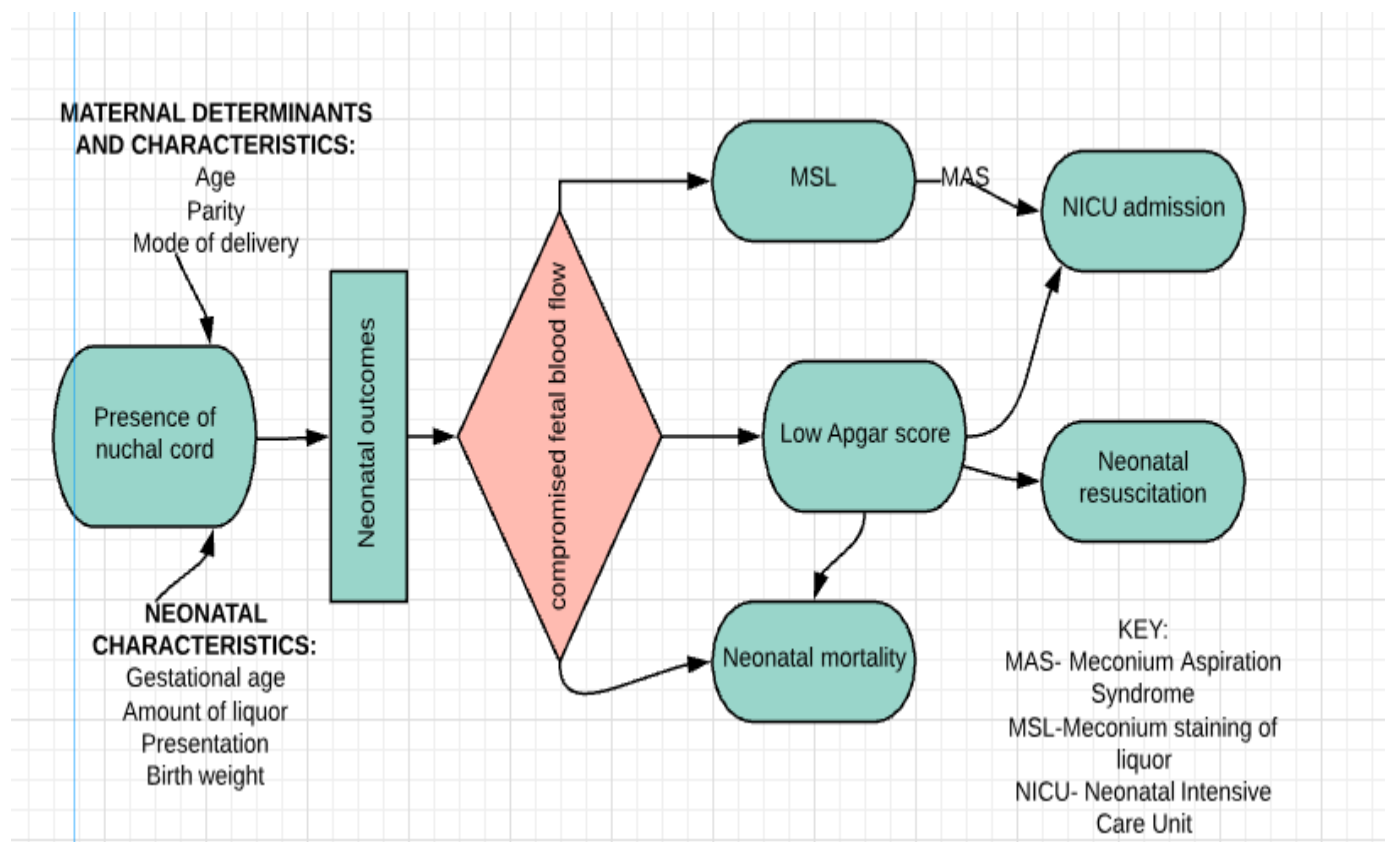 MATERNAL DETERMINANTS
AND CHARACTERISTICS:
Age
Parity
Mode of delivery
Presence of
nuchal cord
NEONATAL
CHARACTERISTICS:
Gestational age
Amount of liquor
Presentation
Birth weight
Neonatal outcomes
compromised fetal blood flow
MSL
MAS
NICU admission
Low Apgar score
Neonatal
resuscitation
Neonatal mortality
KEY:
MAS- Meconium Aspiration
Syndrome
MSL-Meconium staining of
liquor
NICU- Neonatal Intensive
Care Unit